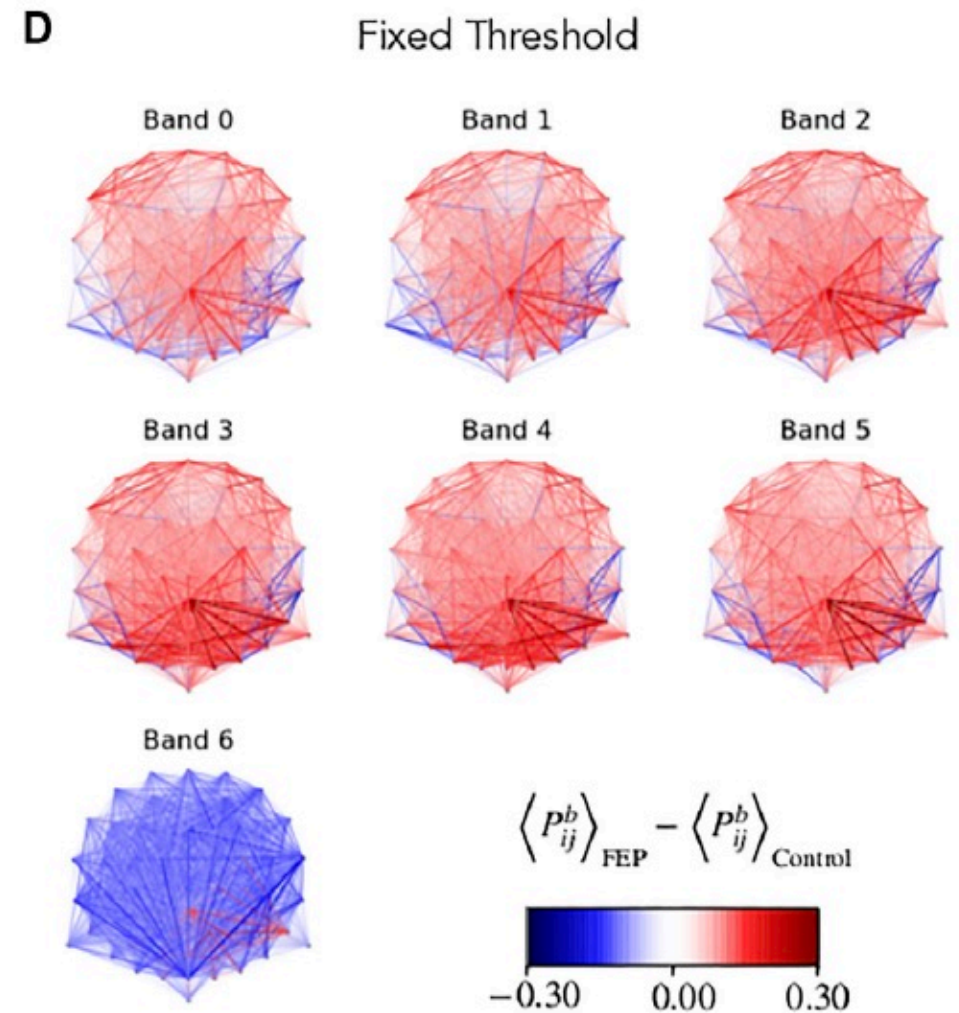 D
Fixed Threshold
Band 0
Band 1
Band 2
Band 3
Band 4
Band 5
Band 6
⟨P^b_ij⟩_FEP − ⟨P^b_ij⟩_Control
−0.30 0.00 0.30